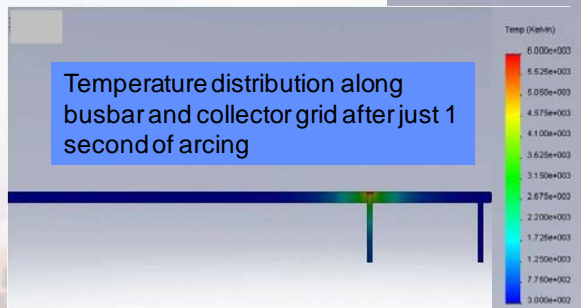 Temp (Kelvin)
6.000e+003
5.525e+003
5.050e+003
4.575e+003
4.100e+003
3.625e+003
3.150e+003
2.675e+003
2.200e+003
1.725e+003
1.250e+003
7.750e+002
3.000e+002
Temperature distribution along
busbar and collector grid after just 1
second of arcing